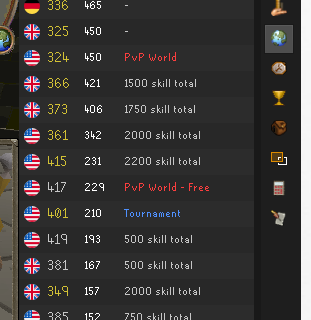 336 465 -
325 450 -
324 450 PvP World
366 421 1500 skill total
373 406 1750 skill total
361 342 2000 skill total
415 231 2200 skill total
417 229 PvP World - Free
401 210 Tournament
419 193 500 skill total
381 167 500 skill total
349 157 2000 skill total
385 152 750 skill total